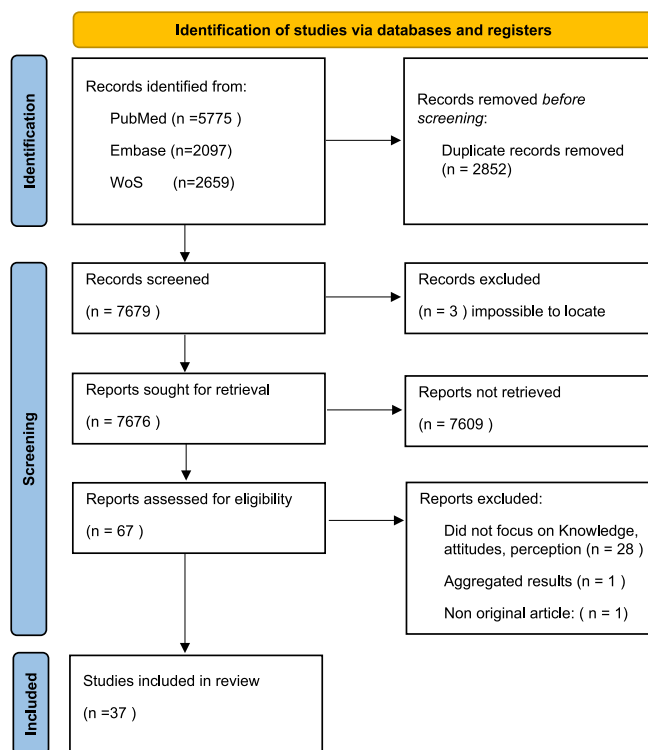 Identification of studies via databases and registers
Identification
Records identified from:
PubMed (n =5775 )
Embase (n=2097)
WoS (n=2659)
Records removed before
screening:
Duplicate records removed
(n = 2852)
Screening
Records screened
(n = 7679)
Records excluded
(n = 3 ) impossible to locate
Reports sought for retrieval
(n = 7676 )
Reports not retrieved
(n = 7609 )
Reports assessed for eligibility
(n = 67 )
Reports excluded:
Did not focus on Knowledge,
attitudes, perception (n = 28 )
Aggregated results (n = 1 )
Non original article: ( n = 1)
Included
Studies included in review
(n =37 )